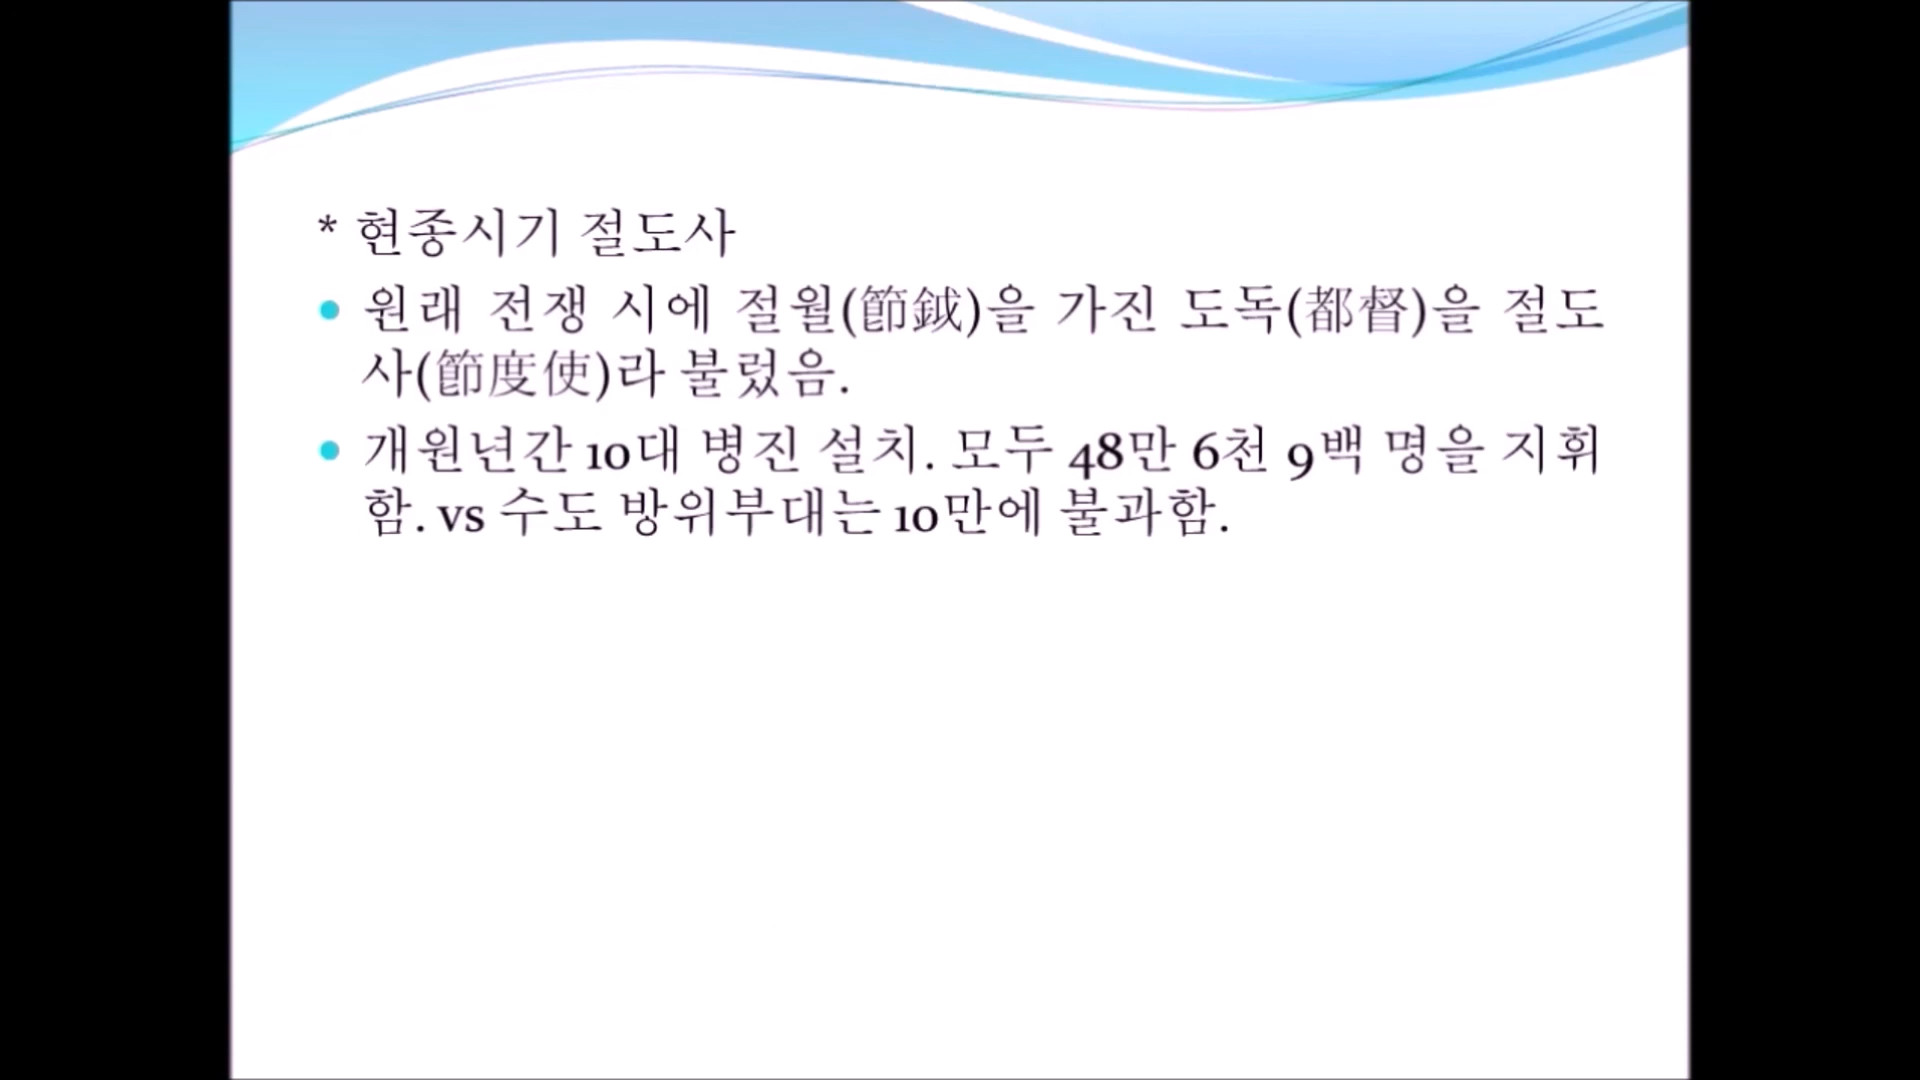 * 현종시기 절도사
• 원래 전쟁 시에 절월(節鉞)을 가진 도독(都督)을 절도
사(節度使)라 불렀음.
• 개원년간 10대 병진 설치. 모두 48만 6천 9백 명을 지휘
함. vs 수도 방위부대는 10만에 불과함.